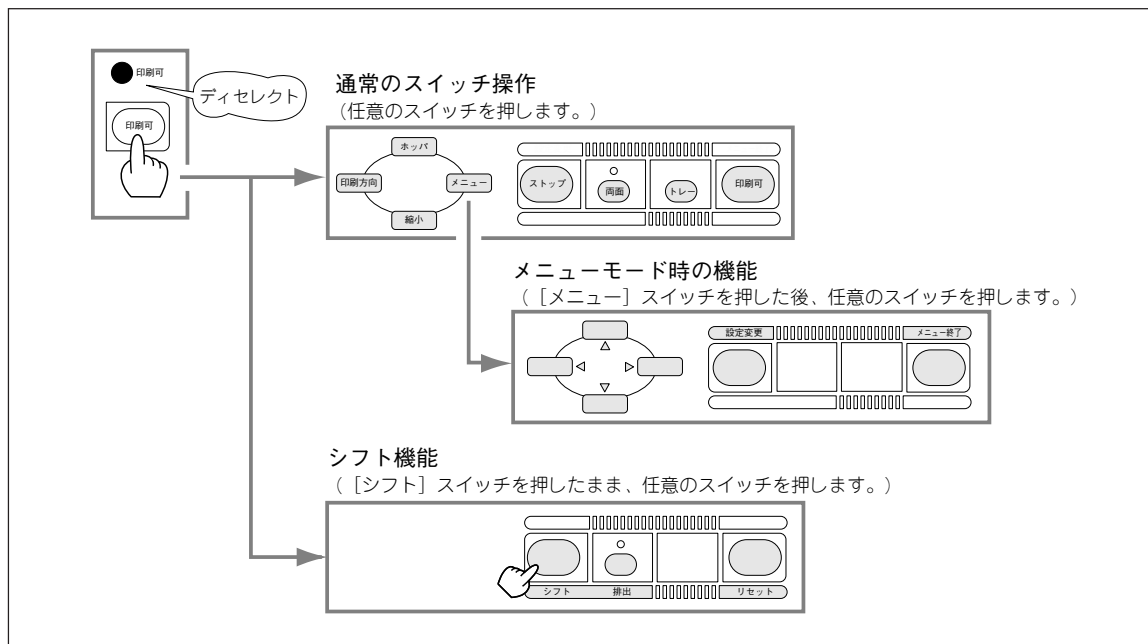 印刷可
ディセレクト
印刷可
通常のスイッチ操作
(任意のスイッチを押します。)
ホッパ
印刷方向
メニュー
縮小
ストップ
両面
トレー
印刷可
メニューモード時の機能
([メニュー]スイッチを押した後、任意のスイッチを押します。)
設定変更
メニュー終了
シフト機能
([シフト]スイッチを押したまま、任意のスイッチを押します。)
シフト
排出
リセット